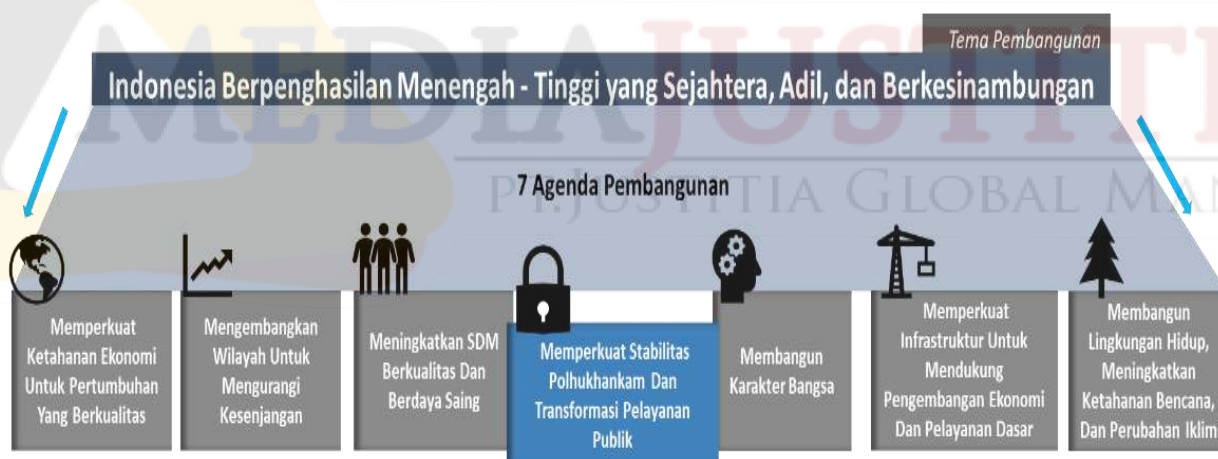 MEDIAJUSTITI
PT.JUSTITIA GLOBAL MAN
Tema Pembangunan
Indonesia Berpenghasilan Menengah - Tinggi yang Sejahtera, Adil, dan Berkesinambungan
7 Agenda Pembangunan
Memperkuat
Ketahanan Ekonomi
Untuk Pertumbuhan
Yang Berkualitas
Mengembangkan
Wilayah Untuk
Mengurangi
Kesenjangan
Meningkatkan SDM
Berkualitas Dan
Berdaya Saing
Memperkuat Stabilitas
Polhukhankam Dan
Transformasi Pelayanan
Publik
Membangun
Karakter Bangsa
Memperkuat
Infrastruktur Untuk
Mendukung
Pengembangan Ekonomi
Dan Pelayanan Dasar
Membangun
Lingkungan Hidup,
Meningkatkan
Ketahanan Bencana,
Dan Perubahan Iklim